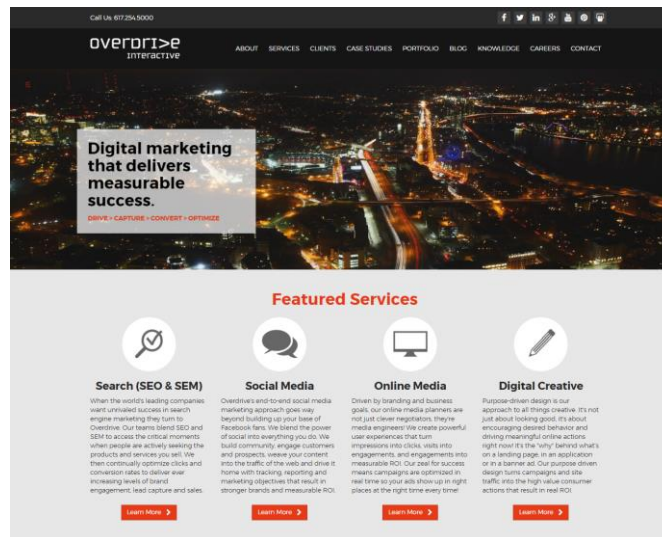 Call Us: 617.254.5000
OVERDRI>E
INTERACTIVE
ABOUT SERVICES CLIENTS CASE STUDIES PORTFOLIO BLOG KNOWLEDGE CAREERS CONTACT
Digital marketing
that delivers
measurable
success.
DRIVE > CAPTURE > CONVERT > OPTIMIZE
Featured Services
Search (SEO & SEM)
When the world's leading companies
want unrivaled success in search
engine marketing they turn to
Overdrive. Our teams blend SEO and
SEM to access the critical moments
when people are actively seeking the
products and services you sell. We
then continually optimize clicks and
conversion rates to deliver ever
increasing levels of brand
engagement, lead capture and sales.
Learn More
Social Media
Overdrive's end-to-end social media
marketing approach goes way
beyond building up your base of
Facebook fans. We blend the power
of social into everything you do. We
build community, engage customers
and prospects, weave your content
into the traffic of the web and drive it
home with tracking, reporting and
marketing objectives that result in
stronger brands and measurable ROI.
Learn More
Online Media
Driven by branding and business
goals, our online media planners are
not just clever negotiators, they're
media engineers! We create powerful
user experiences that turn
impressions into clicks, visits into
engagements, and engagements into
measurable ROI. Our zeal for success
means campaigns are optimized in
real time so your ads show up in right
places at the right time every time!
Learn More
Digital Creative
Purpose-driven design is our
approach to all things creative. It's not
just about looking good, it's about
encouraging desired behavior and
driving meaningful online actions
right now! It's the "why" behind what's
on a landing page, in an application
or in a banner ad. Our purpose driven
design turns campaigns and site
traffic into the high value consumer
actions that result in real ROI.
Learn More